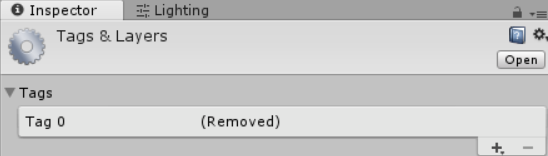 Inspector
Lighting
Tags & Layers
Open
Tags
Tag 0 (Removed)